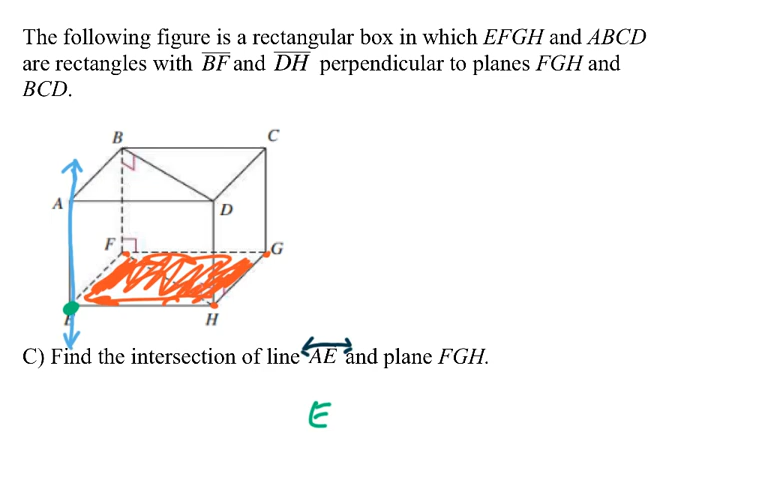 The following figure is a rectangular box in which EFGH and ABCD
are rectangles with BF and DH perpendicular to planes FGH and
BCD.
B
C
A
D
F
G
H
C) Find the intersection of line AE and plane FGH.
E